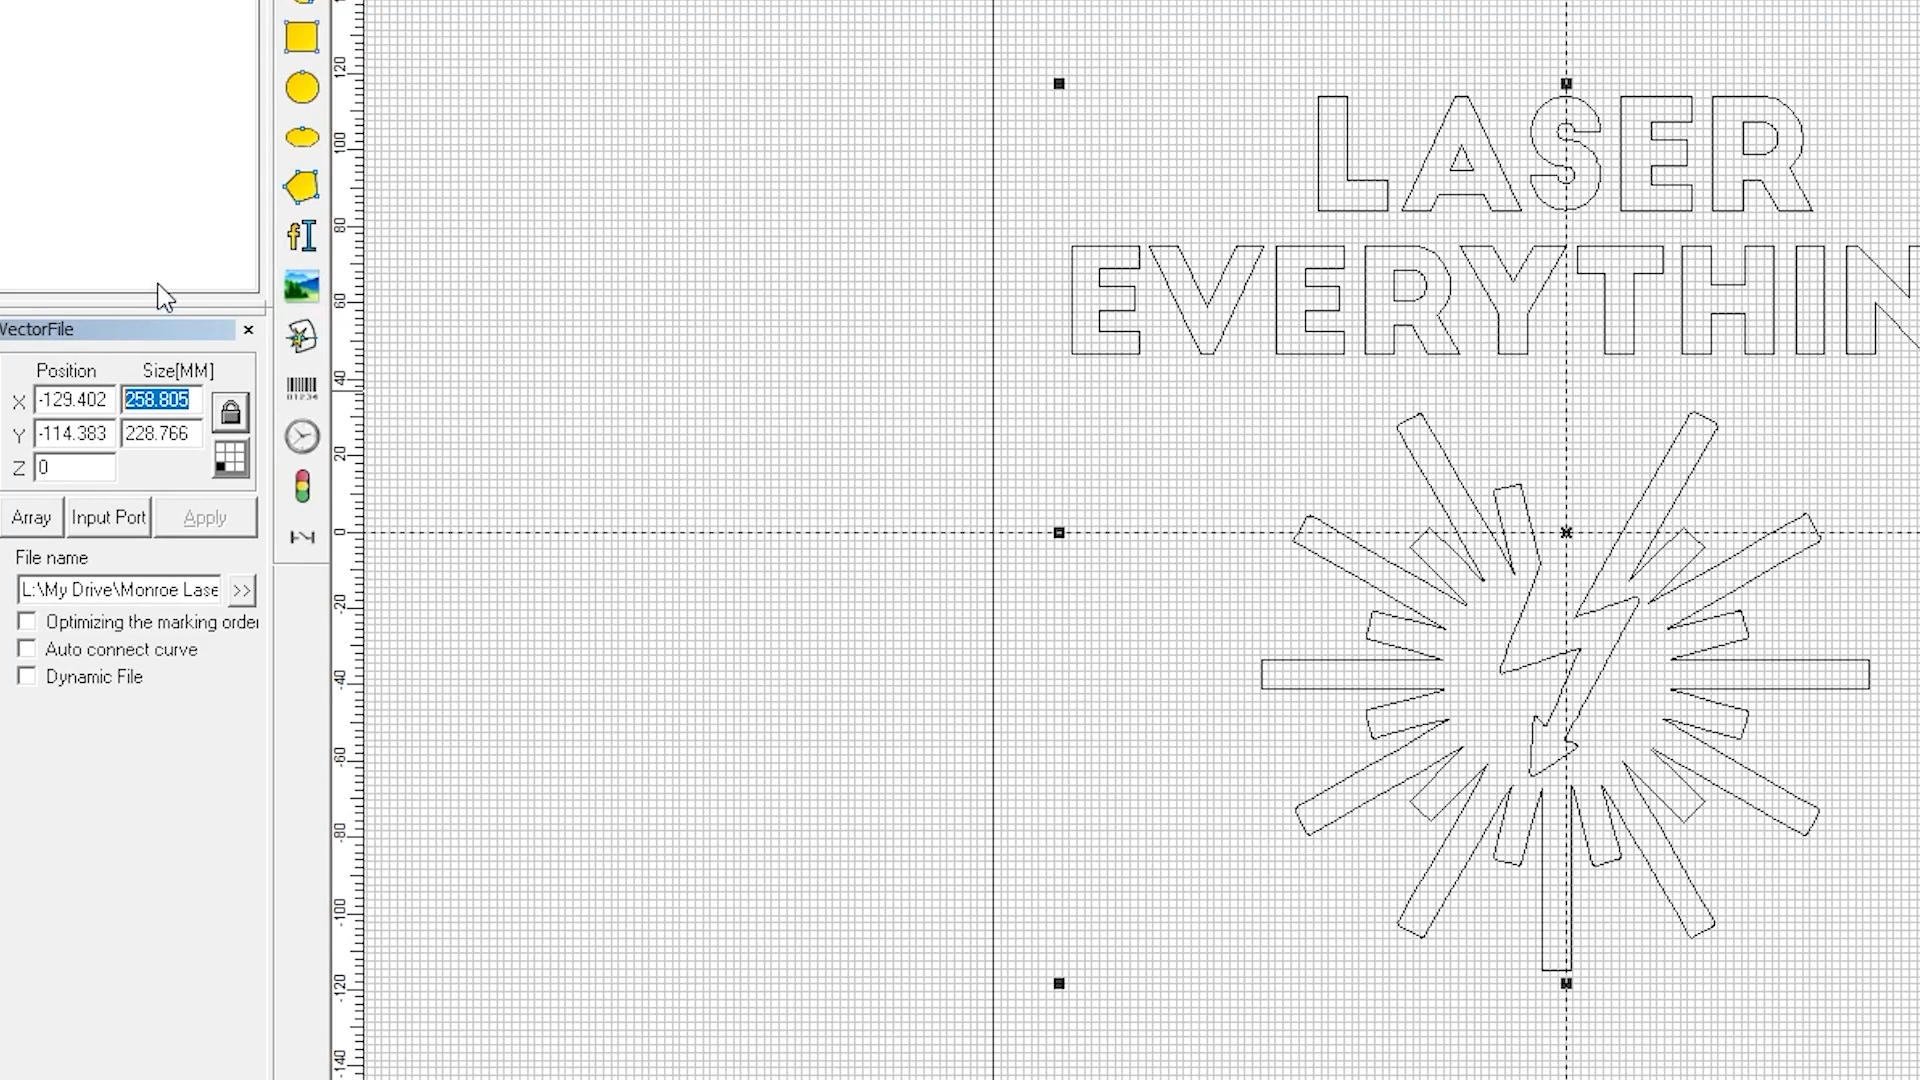 LASER
EVERYTHIN
VectorFile
Position Size[MM]
X -129.402 258.805
Y -114.383 228.766
Z 0
Array Input Port Apply
File name
L:\My Drive\Monroe Lase >>
Optimizing the marking order
Auto connect curve
Dynamic File
f
01234
120
100
80
60
40
20
0
-20
-40
-60
-80
-100
-120
-140